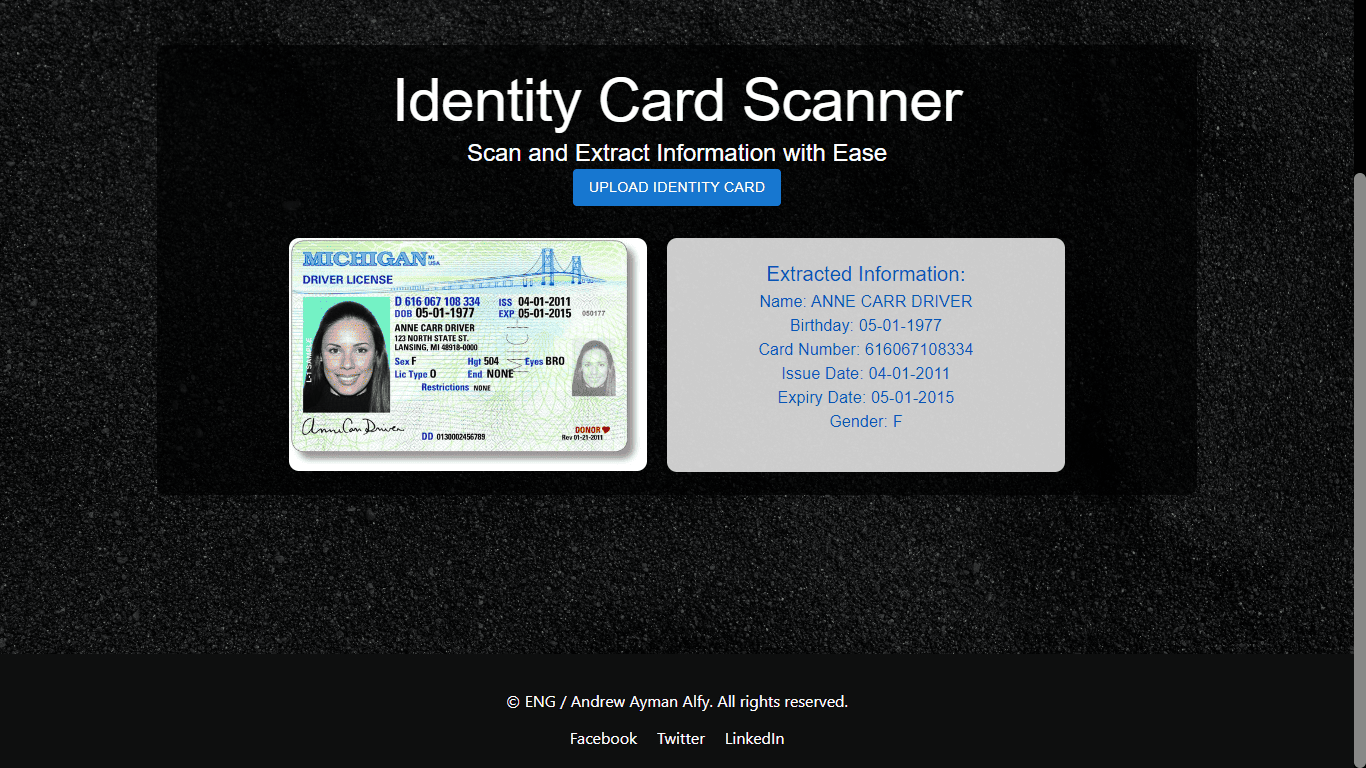 Identity Card Scanner
Scan and Extract Information with Ease
UPLOAD IDENTITY CARD
MICHIGAN MI USA
DRIVER LICENSE
D 616 067 108 334 ISS 04-01-2011
DOB 05-01-1977 EXP 05-01-2015 050177
ANNE CARR DRIVER
123 NORTH STATE ST.
LANSING, MI 48918-0000
Sex F Hgt 504 Eyes BRO
Lic Type O End NONE
Restrictions NONE
L-1 SAMPLE
Anne Carr Driver
DONOR
DD 0130002456789 Rev 01-21-2011
Extracted Information:
Name: ANNE CARR DRIVER
Birthday: 05-01-1977
Card Number: 616067108334
Issue Date: 04-01-2011
Expiry Date: 05-01-2015
Gender: F
© ENG / Andrew Ayman Alfy. All rights reserved.
Facebook Twitter LinkedIn